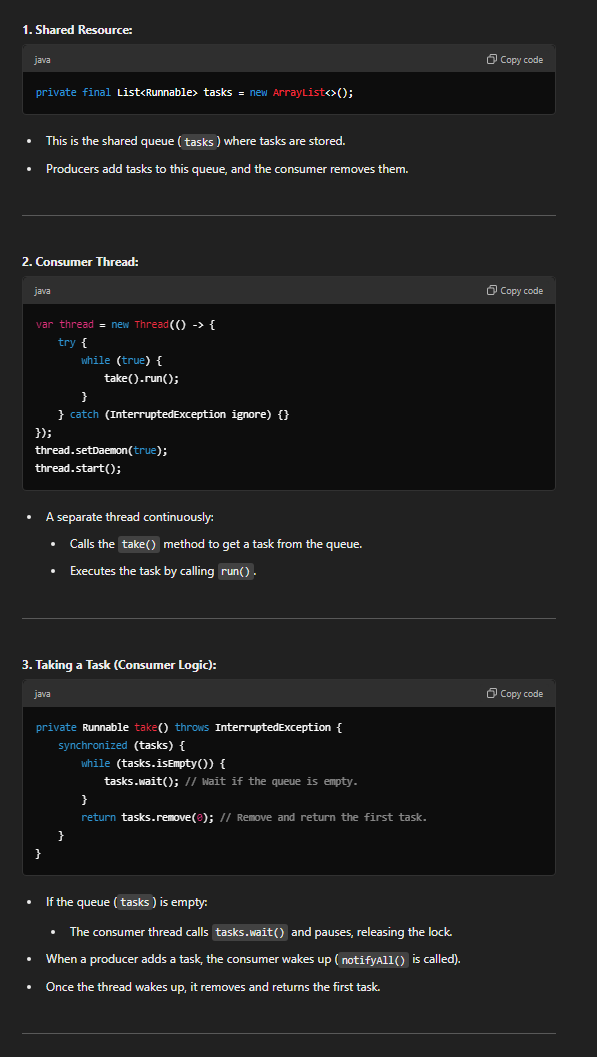 1. Shared Resource:
java
Copy code
private final List<Runnable> tasks = new ArrayList<>();
• This is the shared queue (tasks) where tasks are stored.
• Producers add tasks to this queue, and the consumer removes them.
2. Consumer Thread:
java
Copy code
var thread = new Thread(() -> {
    try {
        while (true) {
            take().run();
        }
    } catch (InterruptedException ignore) {}
});
thread.setDaemon(true);
thread.start();
• A separate thread continuously:
• Calls the take() method to get a task from the queue.
• Executes the task by calling run().
3. Taking a Task (Consumer Logic):
java
Copy code
private Runnable take() throws InterruptedException {
    synchronized (tasks) {
        while (tasks.isEmpty()) {
            tasks.wait(); // Wait if the queue is empty.
        }
        return tasks.remove(0); // Remove and return the first task.
    }
}
• If the queue (tasks) is empty:
• The consumer thread calls tasks.wait() and pauses, releasing the lock.
• When a producer adds a task, the consumer wakes up (notifyAll() is called).
• Once the thread wakes up, it removes and returns the first task.